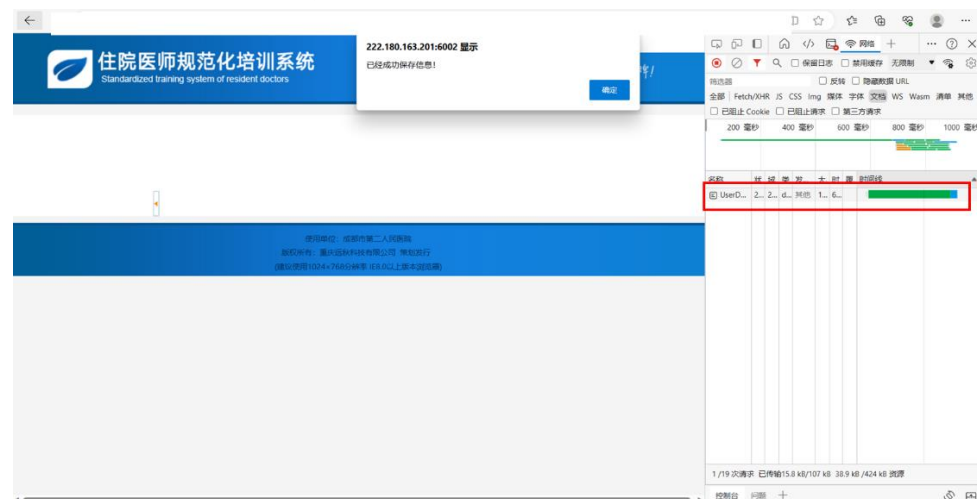 222.180.163.201:6002 显示
已经成功保存信息！
确定
住院医师规范化培训系统
Standardized training system of resident doctors
使用单位：成都市第二人民医院
版权所有：重庆远秋科技有限公司 策划发行
(建议使用1024×768分辨率 IE8.0以上版本浏览器)
网络
保留日志 禁用缓存 无限制
筛选器 反转 隐藏数据 URL
全部 Fetch/XHR JS CSS Img 媒体 字体 文档 WS Wasm 清单 其他
已阻止 Cookie 已阻止请求 第三方请求
200 毫秒 400 毫秒 600 毫秒 800 毫秒 1000 毫秒
名称 时间线
UserD... 2... 2... d... 其他 1... 6...
1 /19 次请求 已传输15.8 kB/107 kB 38.9 kB /424 kB 资源
控制台 问题